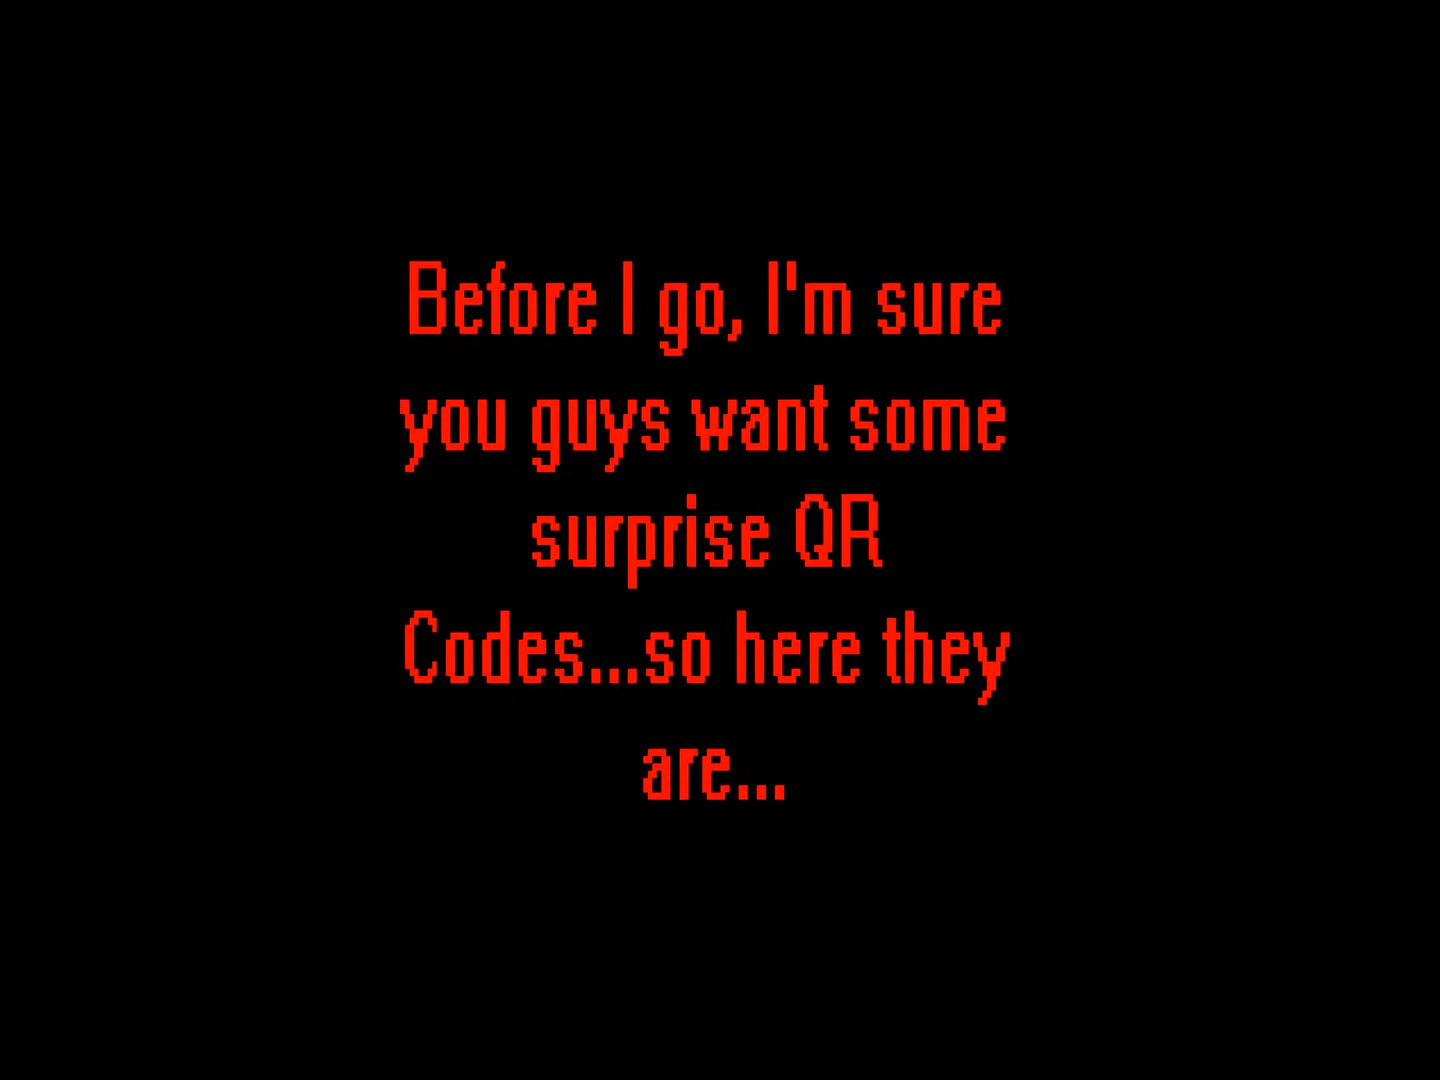 Before I go, I'm sure
you guys want some
surprise QR
Codes...so here they
are...